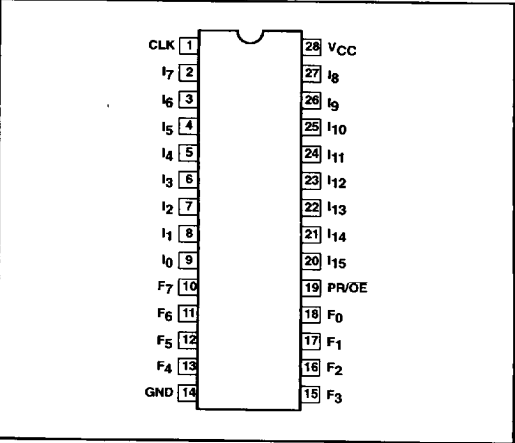 CLK 1 28 VCC
I7 2 27 I8
I6 3 26 I9
I5 4 25 I10
I4 5 24 I11
I3 6 23 I12
I2 7 22 I13
I1 8 21 I14
I0 9 20 I15
F7 10 19 PR/OE
F6 11 18 F0
F5 12 17 F1
F4 13 16 F2
GND 14 15 F3